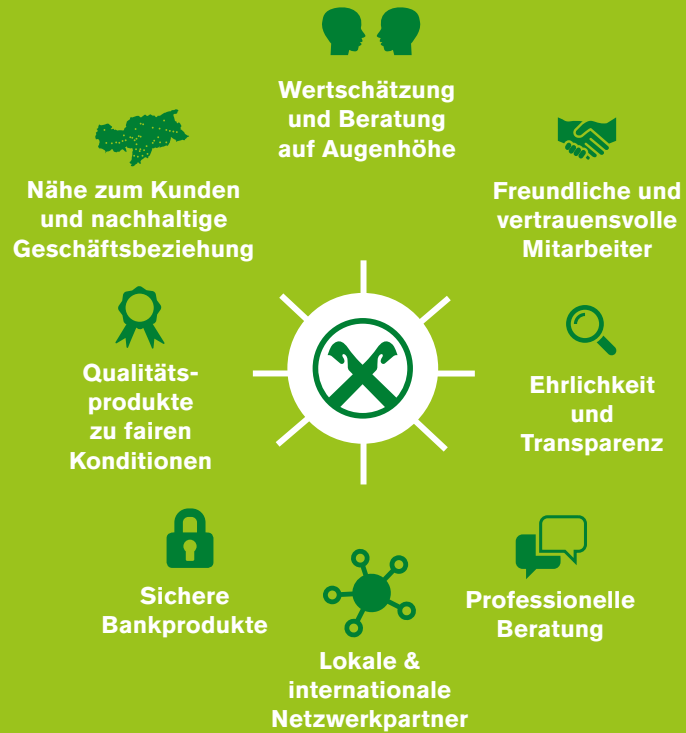 Wertschätzung
und Beratung
auf Augenhöhe
Freundliche und
vertrauensvolle
Mitarbeiter
Ehrlichkeit
und
Transparenz
Professionelle
Beratung
Lokale &
internationale
Netzwerkpartner
Sichere
Bankprodukte
Qualitäts-
produkte
zu fairen
Konditionen
Nähe zum Kunden
und nachhaltige
Geschäftsbeziehung